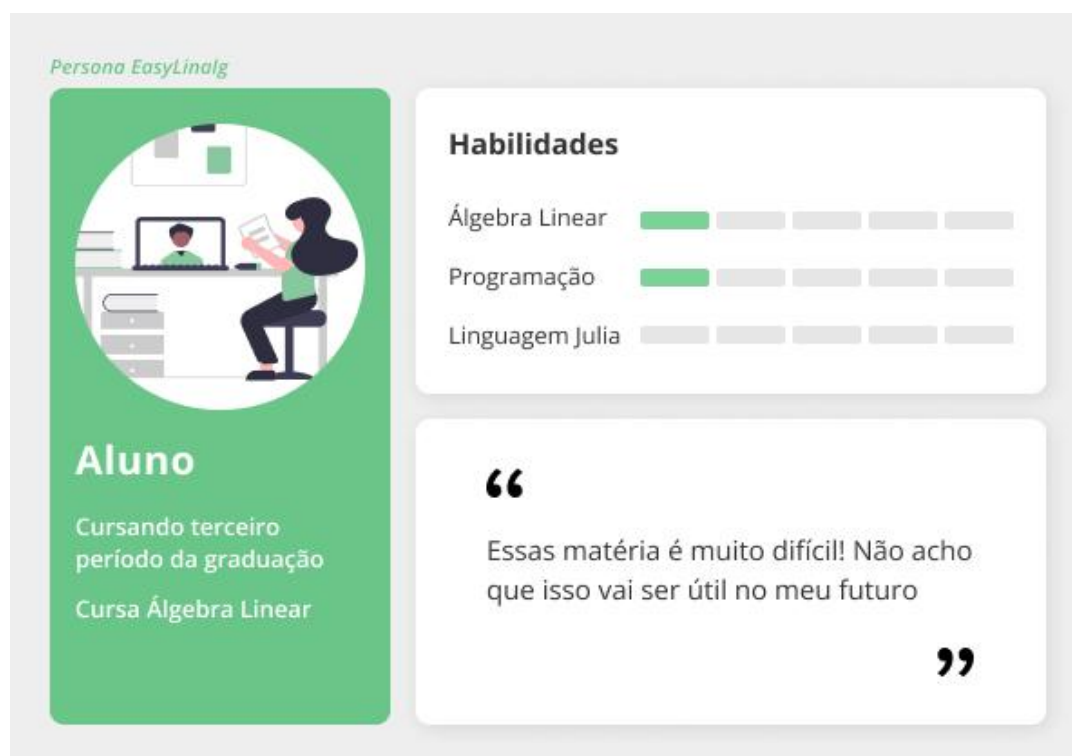 Persona EasyLinalg
Aluno
Cursando terceiro
período da graduação
Cursa Álgebra Linear
Habilidades
Álgebra Linear
Programação
Linguagem Julia
“
Essas matéria é muito difícil! Não acho
que isso vai ser útil no meu futuro
”